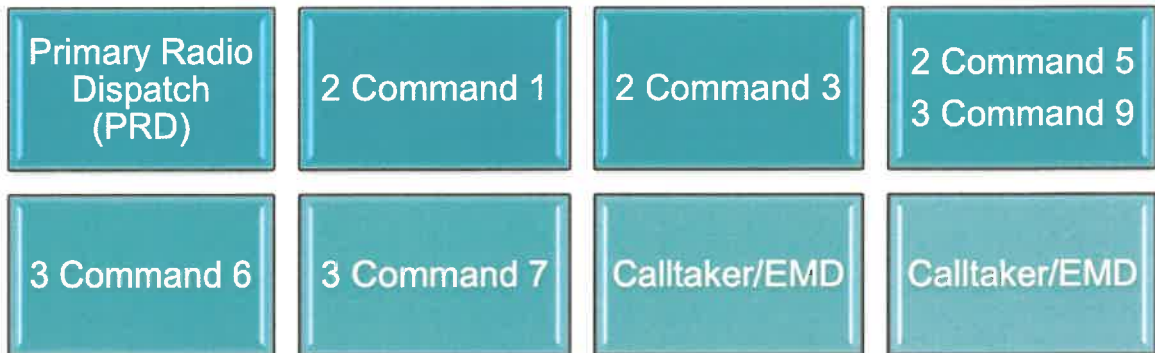 Primary Radio
Dispatch
(PRD)
2 Command 1
2 Command 3
2 Command 5
3 Command 9
3 Command 6
3 Command 7
Calltaker/EMD
Calltaker/EMD